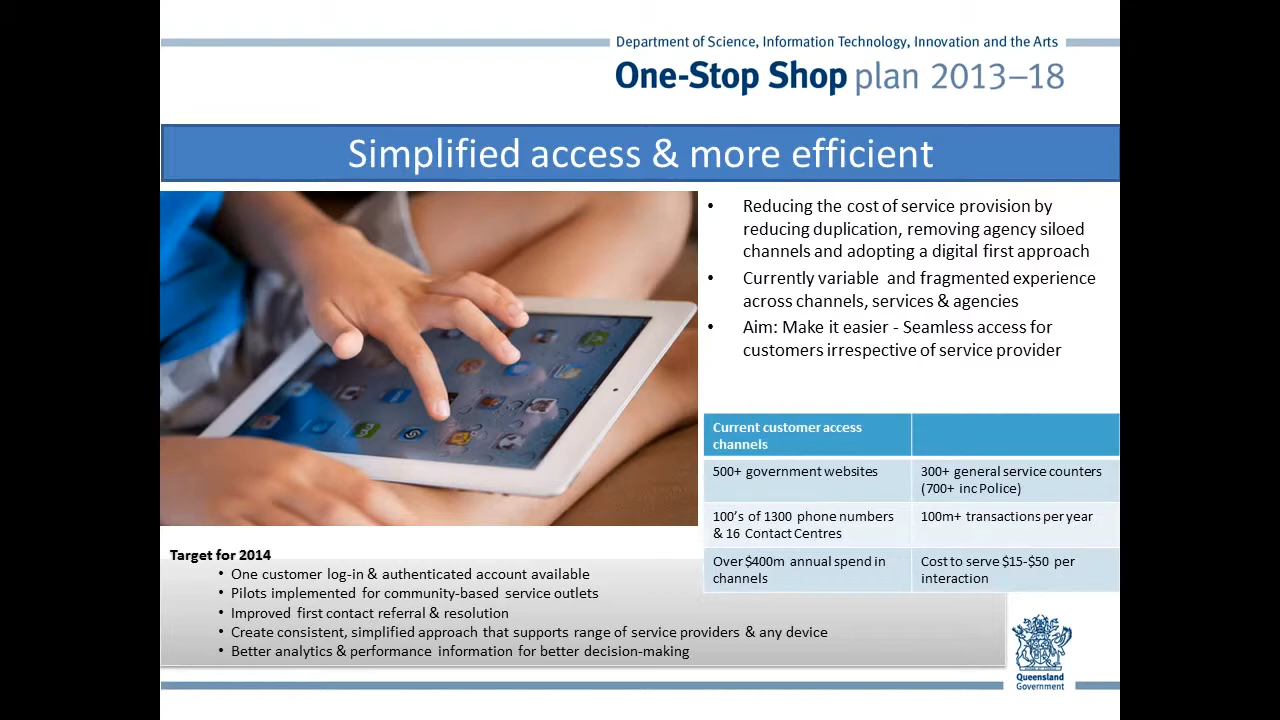 Department of Science, Information Technology, Innovation and the Arts
One-Stop Shop plan 2013–18
Simplified access & more efficient
• Reducing the cost of service provision by
reducing duplication, removing agency siloed
channels and adopting a digital first approach
• Currently variable and fragmented experience
across channels, services & agencies
• Aim: Make it easier - Seamless access for
customers irrespective of service provider
Current customer access
channels
500+ government websites
300+ general service counters
(700+ inc Police)
100's of 1300 phone numbers
& 16 Contact Centres
100m+ transactions per year
Over $400m annual spend in
channels
Cost to serve $15-$50 per
interaction
Target for 2014
• One customer log-in & authenticated account available
• Pilots implemented for community-based service outlets
• Improved first contact referral & resolution
• Create consistent, simplified approach that supports range of service providers & any device
• Better analytics & performance information for better decision-making
Queensland
Government